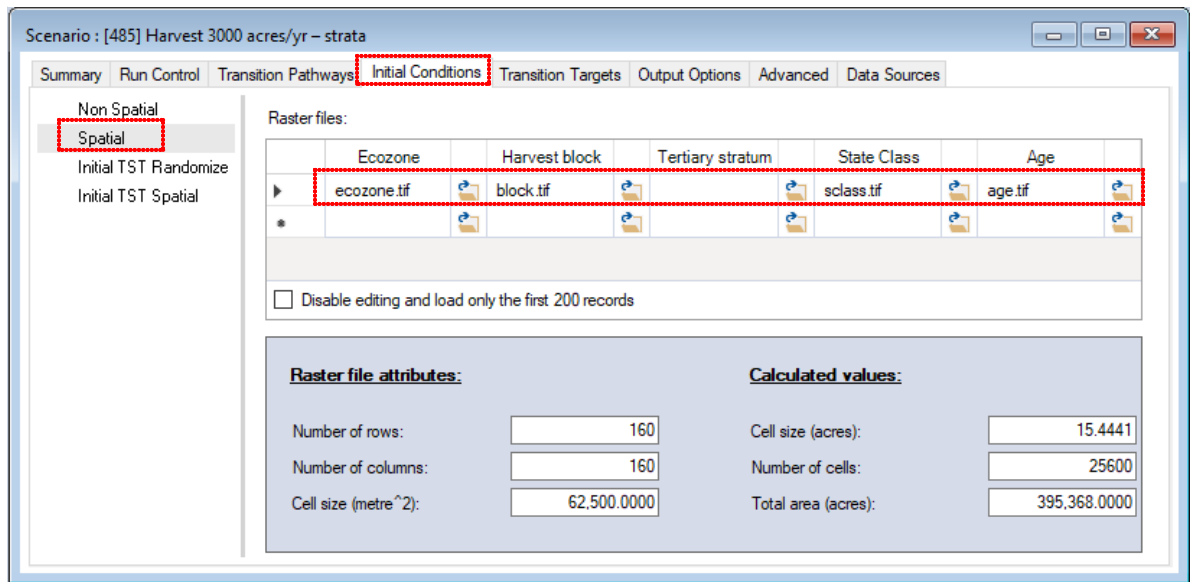 Scenario : [485] Harvest 3000 acres/yr – strata
Summary Run Control Transition Pathways Initial Conditions Transition Targets Output Options Advanced Data Sources
Non Spatial
Spatial
Initial TST Randomize
Initial TST Spatial
Raster files:
Ecozone Harvest block Tertiary stratum State Class Age
ecozone.tif block.tif sclass.tif age.tif
Disable editing and load only the first 200 records
Raster file attributes: Calculated values:
Number of rows: 160 Cell size (acres): 15.4441
Number of columns: 160 Number of cells: 25600
Cell size (metre^2): 62,500.0000 Total area (acres): 395,368.0000